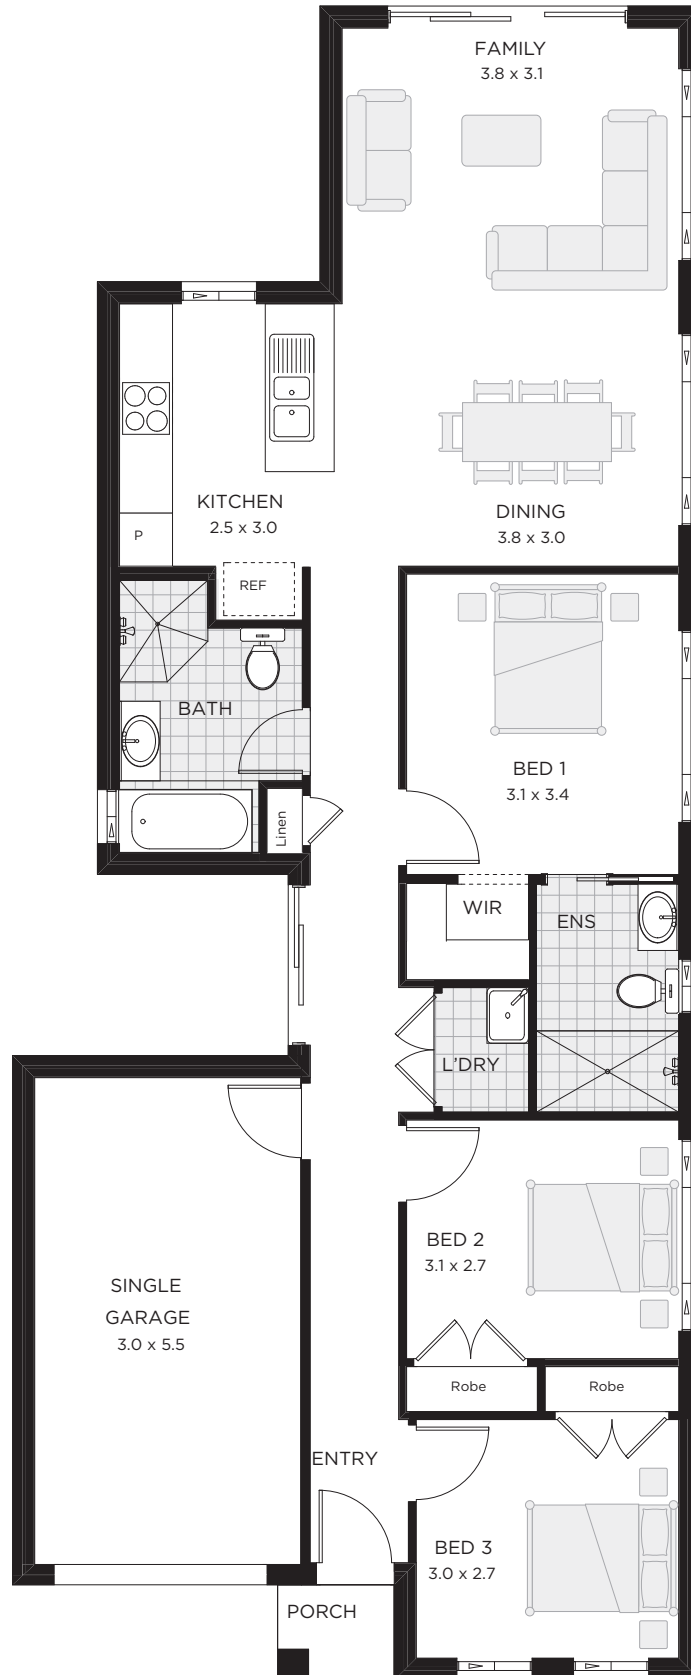 FAMILY
3.8 x 3.1
KITCHEN
2.5 x 3.0
DINING
3.8 x 3.0
P
REF
BATH
BED 1
3.1 x 3.4
Linen
WIR
ENS
L'DRY
BED 2
3.1 x 2.7
SINGLE
GARAGE
3.0 x 5.5
Robe
Robe
ENTRY
BED 3
3.0 x 2.7
PORCH